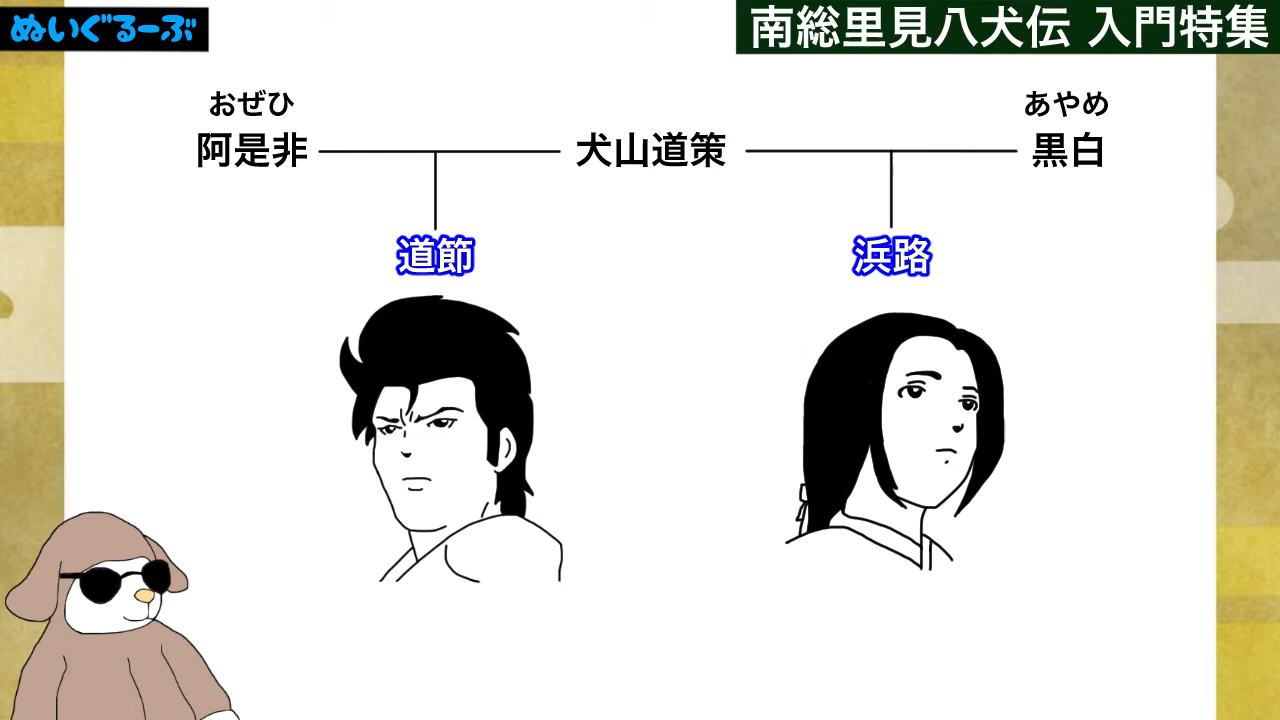 ぬいぐるーぶ
南総里見八犬伝 入門特集
おぜひ
あやめ
阿是非
犬山道策
黒白
道節
浜路